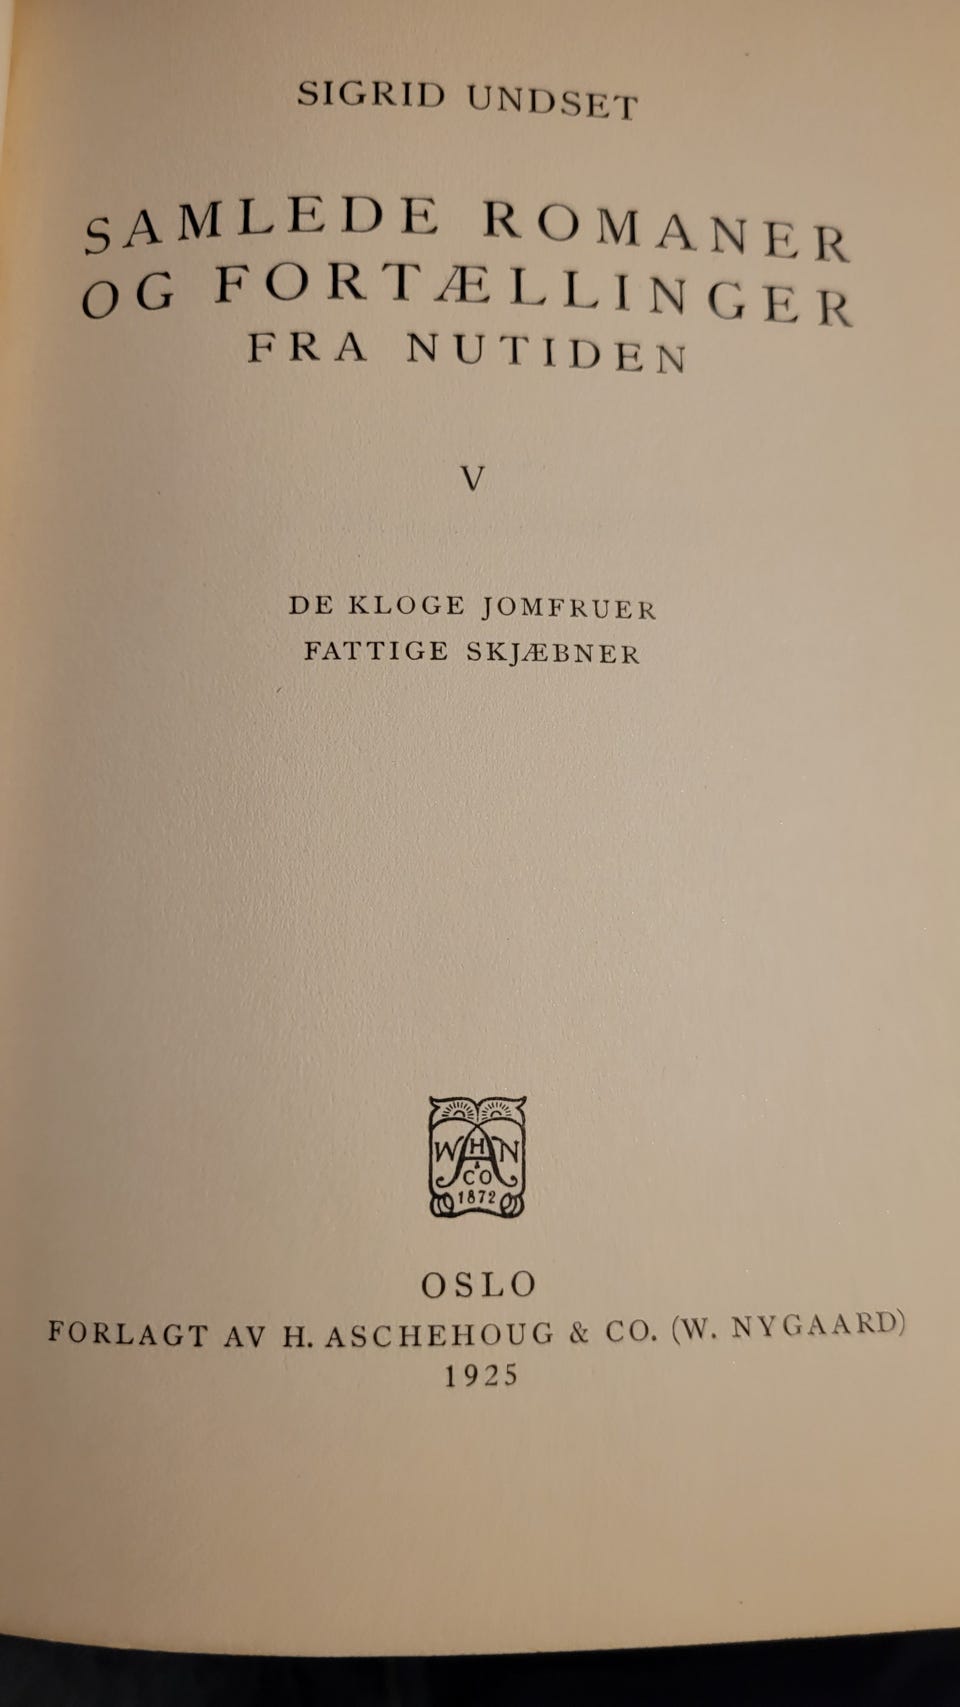 SIGRID UNDSET
SAMLEDE ROMANER
OG FORTÆLLINGER
FRA NUTIDEN
V
DE KLOGE JOMFRUER
FATTIGE SKJÆBNER
W H N
A
&
CO
1872
OSLO
FORLAGT AV H. ASCHEHOUG & CO. (W. NYGAARD)
1925